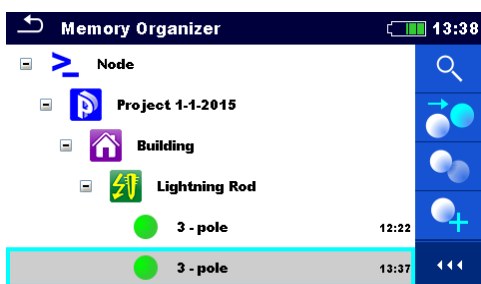 Memory Organizer 13:38
Node
Project 1-1-2015
Building
Lightning Rod
3 - pole 12:22
3 - pole 13:37